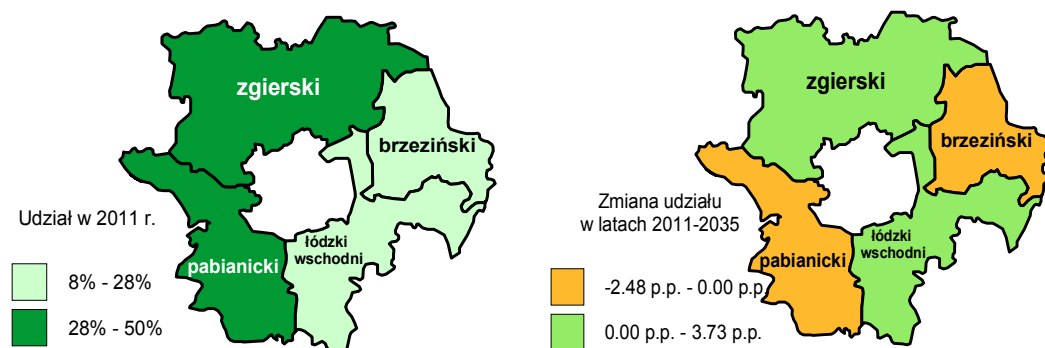 zgierski
brzeziński
Udział w 2011 r.
łódzki
wschodni
pabianicki
8% - 28%
28% - 50%
zgierski
brzeziński
Zmiana udziału
w latach 2011-2035
łódzki
wschodni
pabianicki
-2.48 p.p. - 0.00 p.p.
0.00 p.p. - 3.73 p.p.